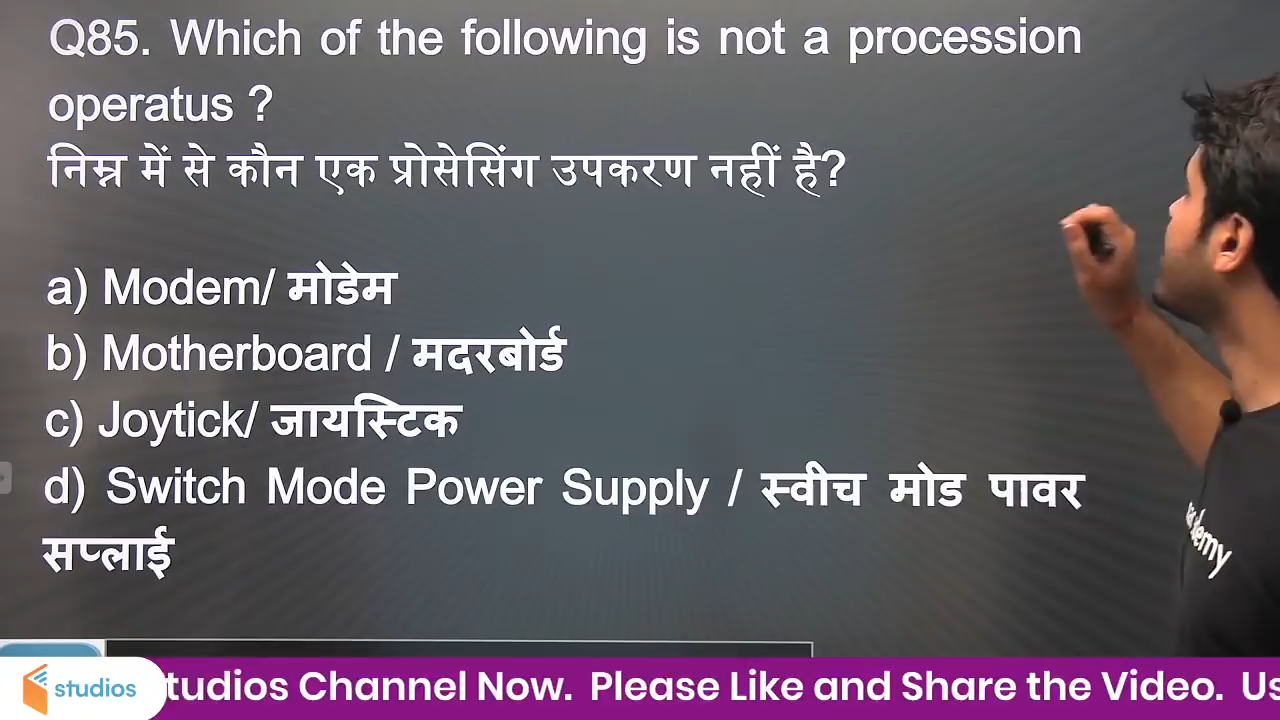 Q85. Which of the following is not a procession
operatus ?
निम्न में से कौन एक प्रोसेसिंग उपकरण नहीं है?
a) Modem/ मोडेम
b) Motherboard / मदरबोर्ड
c) Joytick/ जायस्टिक
d) Switch Mode Power Supply / स्वीच मोड पावर
सप्लाई
demy
studios
tudios Channel Now. Please Like and Share the Video. Us